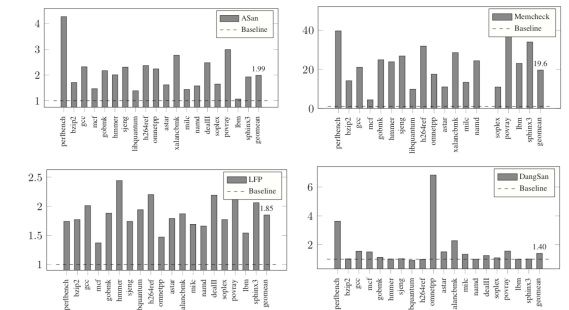 ASan
Baseline
4
3
2
1
1.99
perlbench
bzip2
gcc
mcf
gobmk
hmmer
sjeng
libquantum
h264ref
omnetpp
astar
xalancbmk
milc
namd
dealII
soplex
povray
lbm
sphinx3
geomean
Memcheck
Baseline
40
20
0
19.6
perlbench
bzip2
gcc
mcf
gobmk
hmmer
sjeng
libquantum
h264ref
omnetpp
astar
xalancbmk
milc
namd
soplex
povray
lbm
sphinx3
geomean
LFP
Baseline
2.5
2
1.5
1
1.85
perlbench
bzip2
gcc
mcf
gobmk
hmmer
sjeng
bquantum
h264ref
omnetpp
astar
alancbmk
milc
namd
dealII
soplex
povray
lbm
sphinx3
geomean
DangSan
Baseline
6
4
2
1.40
perlbench
bzip2
gcc
mcf
gobmk
hmmer
sjeng
bquantum
h264ref
omnetpp
astar
alancbmk
milc
namd
dealII
soplex
povray
lbm
sphinx3
geomean